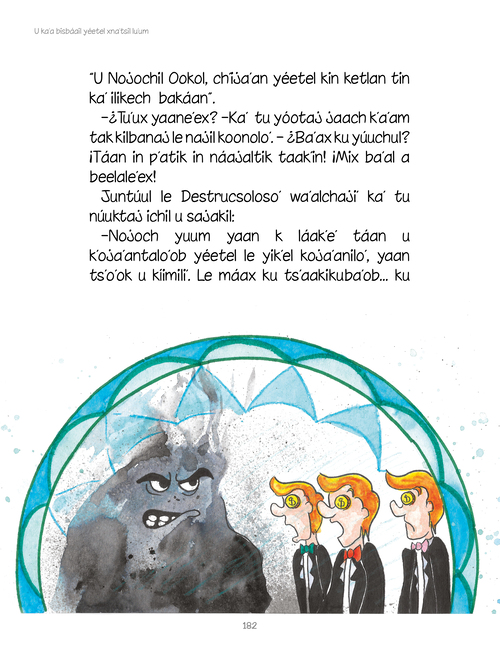 U ka'a bisbáail yéetel xna'tsil lu'um
"U Nojochil Ookol, ch'ija'an yéetel kin ketlan tin
ka' ilikech bakáan".
–¿Tu'ux yaane'ex? –Ka' tu yóotaj jaach k'a'am
tak kilbanaj le najil koonolo'. – ¿Ba'ax ku yúuchul?
¡Táan in p'atik in náajaltik taak'in! ¡Mix ba'al a
beelale'ex!
Juntúul le Destrucsoloso' wa'alchaji' ka' tu
núuktaj ichil u sajakil:
–Nojoch yuum yaan k láak'e' táan u
k'oja'antalo'ob yéetel le yik'el k'oja'anilo', yaan
ts'o'ok u kíimili'. Le máax ku ts'aakikuba'ob... ku
182